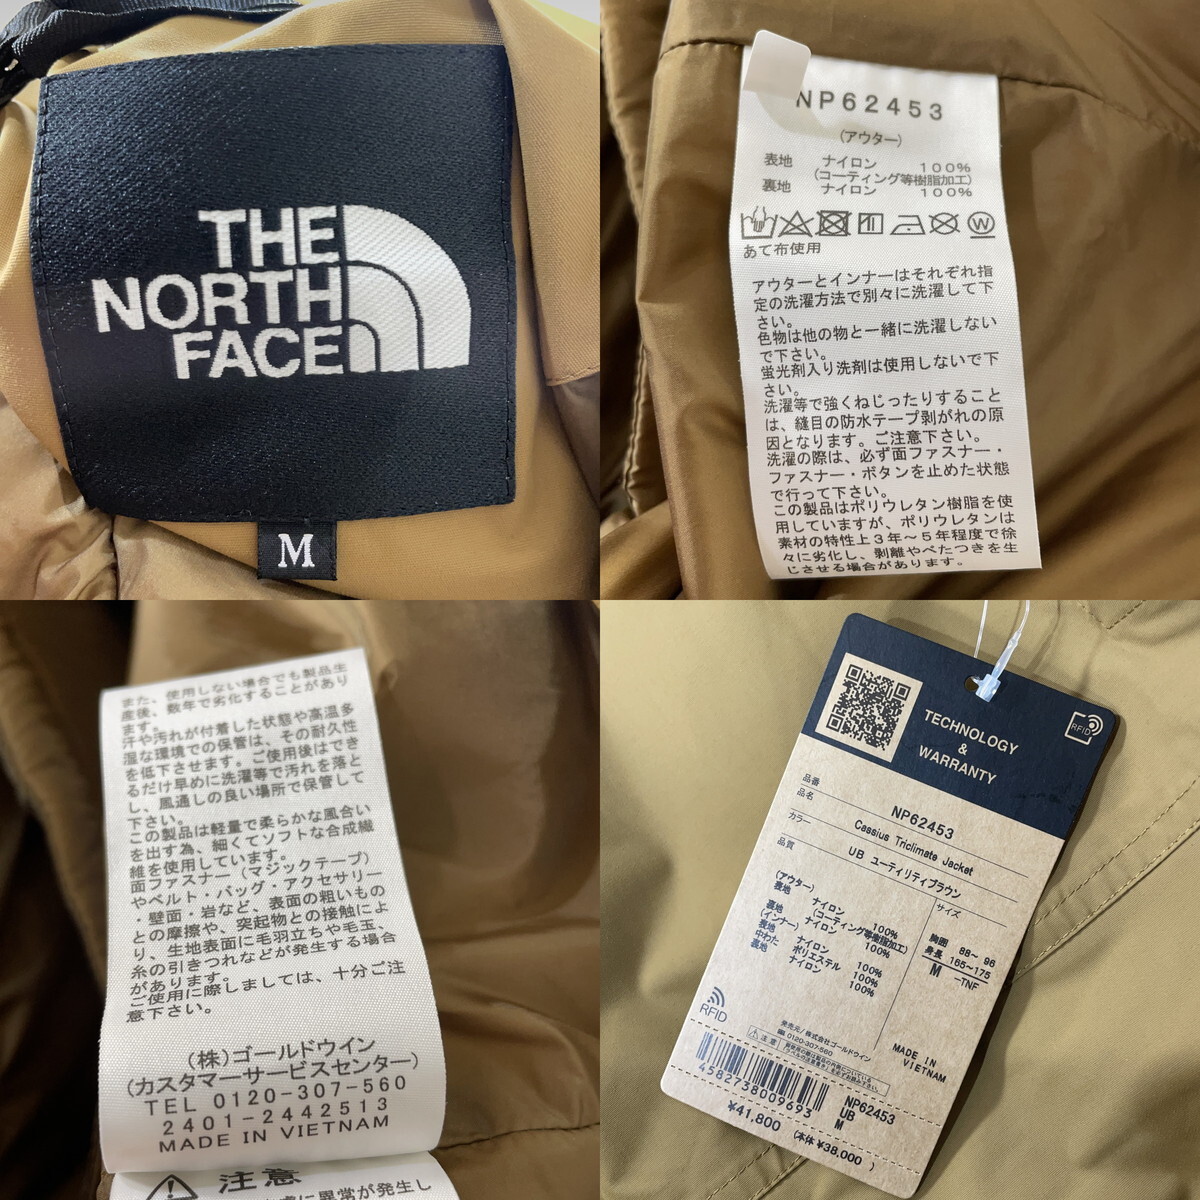 THE
NORTH
FACE
M
NP62453
(アウター)
表地 ナイロン 100%
(コーティング等樹脂加工)
裏地 ナイロン 100%
W
あて布使用
アウターとインナーはそれぞれ指
定の洗濯方法で別々に洗濯して下
さい。
色物は他の物と一緒に洗濯しない
で下さい。
蛍光剤入り洗剤は使用しないで下
さい。
洗濯等で強くねじったりすること
は、縫目の防水テープ剥がれの原
因となります。ご注意下さい。
洗濯の際は、必ず面ファスナー・
ファスナー・ボタンを止めた状態
で行って下さい。
この製品はポリウレタン樹脂を使
用していますが、ポリウレタンは
素材の特性上3年～5年程度で徐
々に劣化し、剥離やべたつきを生
じさせる場合があります。
また、使用しない場合でも製品生
産後、数年で劣化することがあり
ます。
汗や汚れが付着した状態や高温多
湿な環境での保管は、その耐久性
を低下させます。ご使用後はでき
るだけ早めに洗濯等で汚れを落と
し、風通しの良い場所で保管して
下さい。
この製品は軽量で柔らかな風合い
を出す為、細くてソフトな合成繊
維を使用しています。
面ファスナー(マジックテープ)
やベルト・バッグ・アクセサリー
・壁面・岩など、表面の粗いもの
との摩擦や、突起物との接触によ
り、生地表面に毛羽立ちや毛玉、
糸の引きつれなどが発生する場合
があります。
ご使用に際しましては、十分ご注
意下さい。
(株)ゴールドウイン
(カスタマーサービスセンター)
TEL 0120-307-560
2401-2442513
MADE IN VIETNAM
注意
に異常が発生し
TECHNOLOGY
&
WARRANTY
RFID
品番 NP62453
品名 Cassius Triclimate Jacket
カラー UB ユーティリティブラウン
品質
(アウター)
表地 ナイロン 100%
(コーティング等樹脂加工)
裏地 ナイロン 100%
(インナー)
表地 ナイロン 100%
中わた ポリエステル 100%
裏地 ナイロン 100%
サイズ
胸囲 88~ 96
身長 165~175
M -TNF
RFID
発売元/株式会社ゴールドウイン
0120-307-560
注意
MADE IN
VIETNAM
4582738009693
NP62453
UB
M
¥41,800 (本体 ¥38,000 )